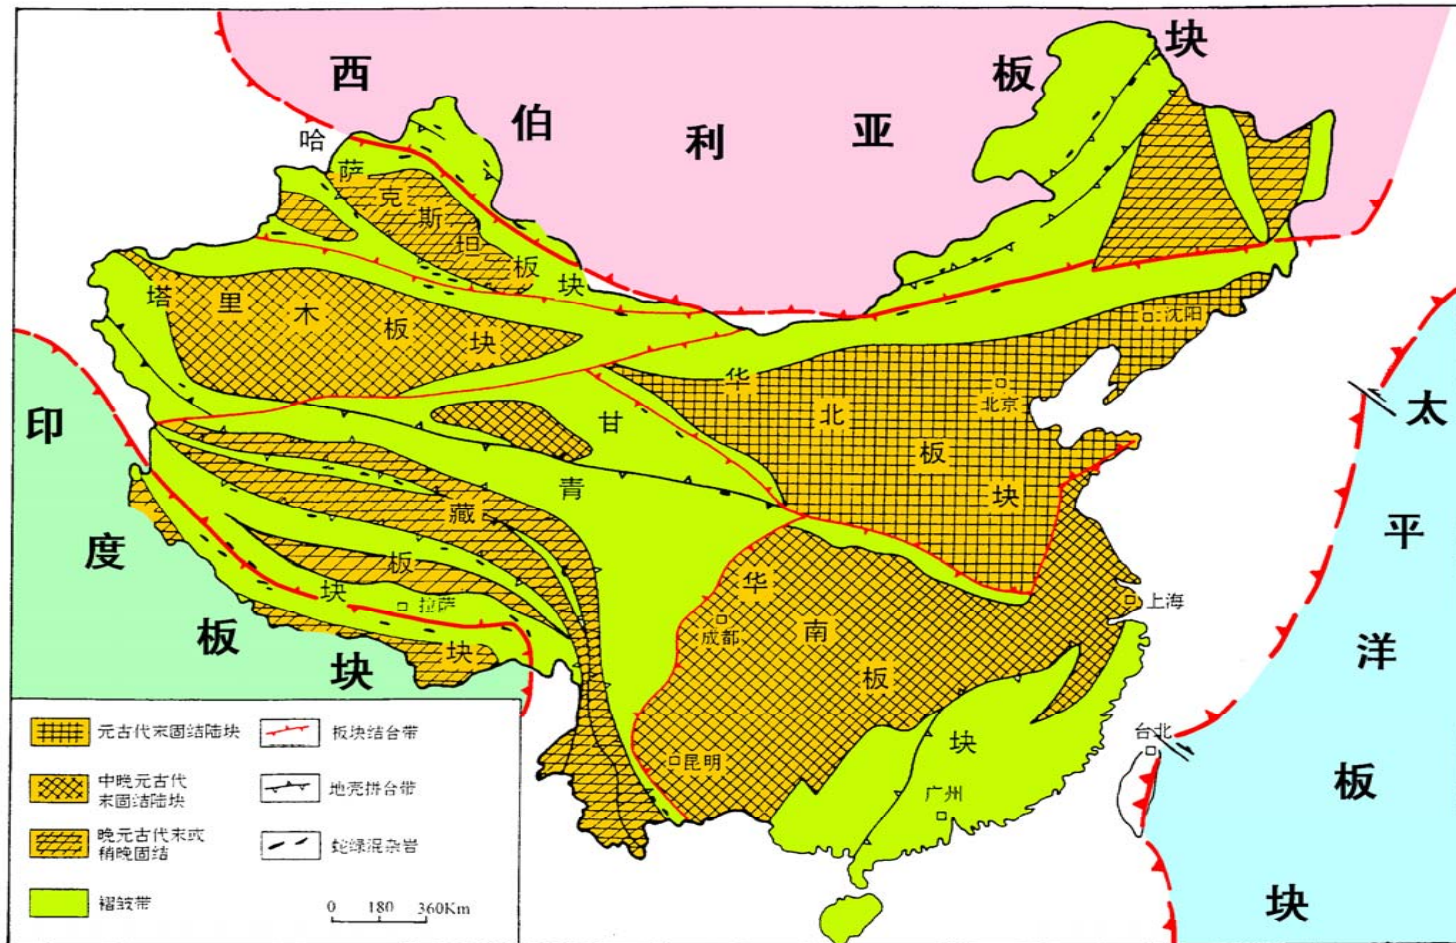 西伯利亚板块
哈萨克斯坦板块
塔里木板块
华北板块
沈阳
北京
甘青藏板块
印度板块
块
拉萨
华南板块
成都
昆明
上海
广州
台北
太平洋板块
元古代末固结陆块
中晚元古代
末固结陆块
晚元古代末或
稍晚固结
褶皱带
板块结合带
地壳拼合带
蛇绿混杂岩
0 180 360Km